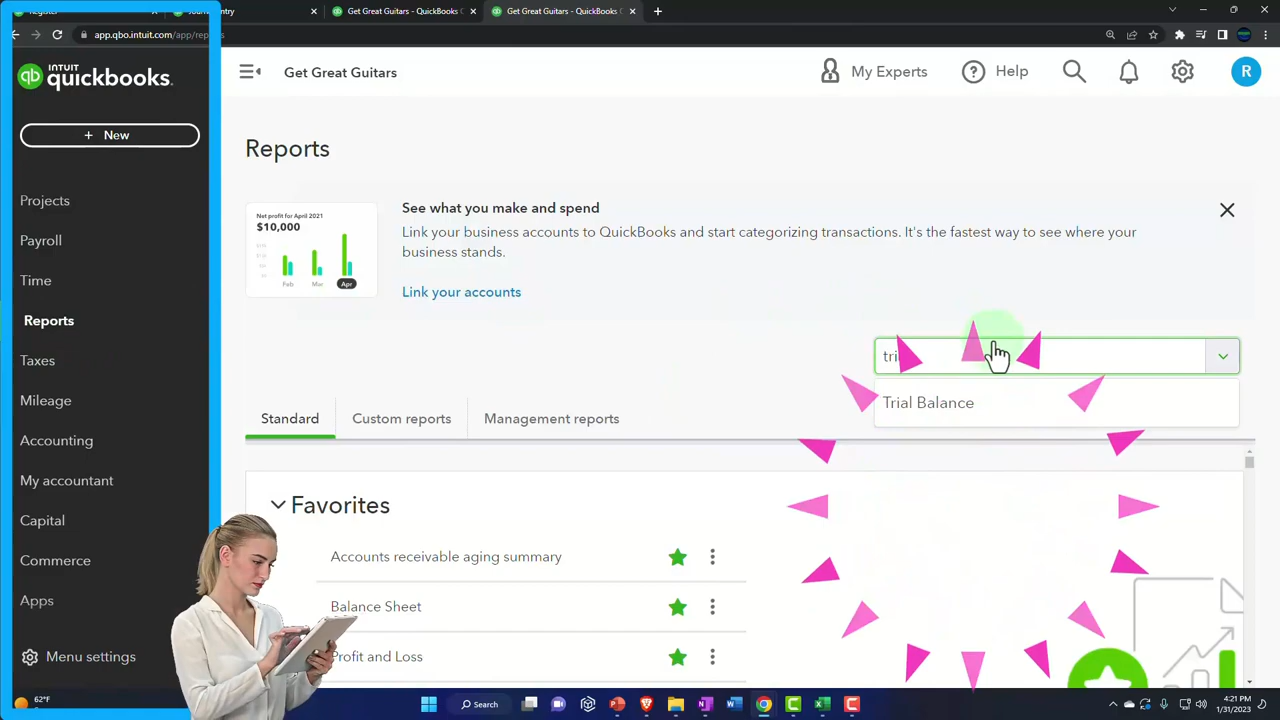 Register
Journal Entry
Get Great Guitars - QuickBooks
Get Great Guitars - QuickBooks
app.qbo.intuit.com/app/rep
INTUIT
quickbooks.
Get Great Guitars
My Experts
Help
R
+ New
Reports
Projects
Payroll
Time
Reports
Taxes
Mileage
Accounting
My accountant
Capital
Commerce
Apps
Menu settings
Net profit for April 2021
$10,000
Feb
Mar
Apr
See what you make and spend
Link your business accounts to QuickBooks and start categorizing transactions. It's the fastest way to see where your
business stands.
Link your accounts
Trial Balance
Standard
Custom reports
Management reports
Favorites
Accounts receivable aging summary
Balance Sheet
Profit and Loss
62°F
Search
4:21 PM
1/31/2023